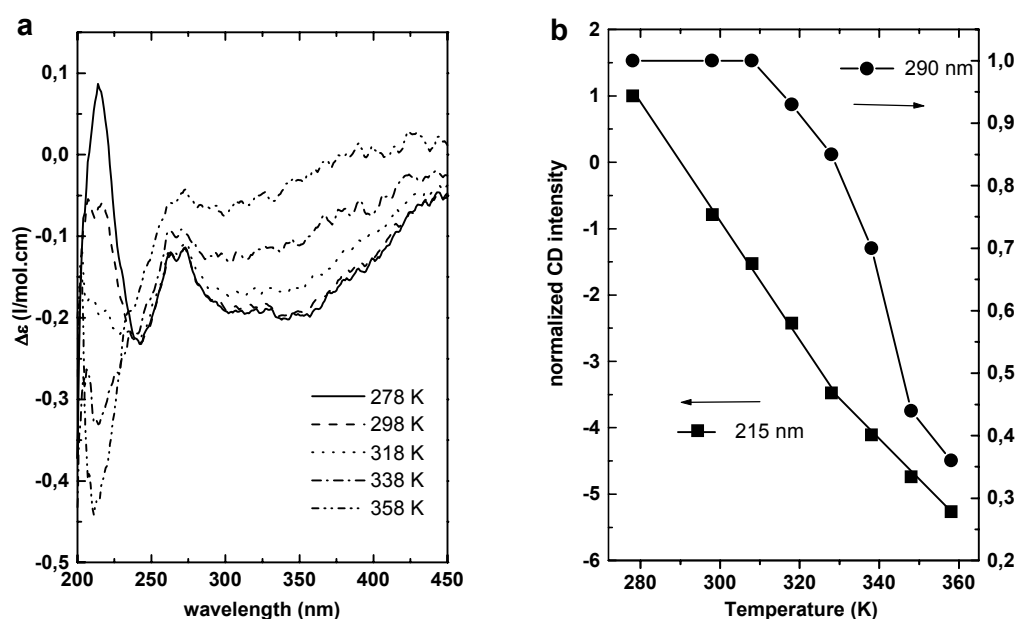 a
Δε (l/mol.cm)
0,1
0,0
-0,1
-0,2
-0,3
-0,4
-0,5
278 K
298 K
318 K
338 K
358 K
200 250 300 350 400 450
wavelength (nm)
b
normalized CD intensity
2
1
0
-1
-2
-3
-4
-5
-6
290 nm
215 nm
1,0
0,9
0,8
0,7
0,6
0,5
0,4
0,3
0,2
280 300 320 340 360
Temperature (K)